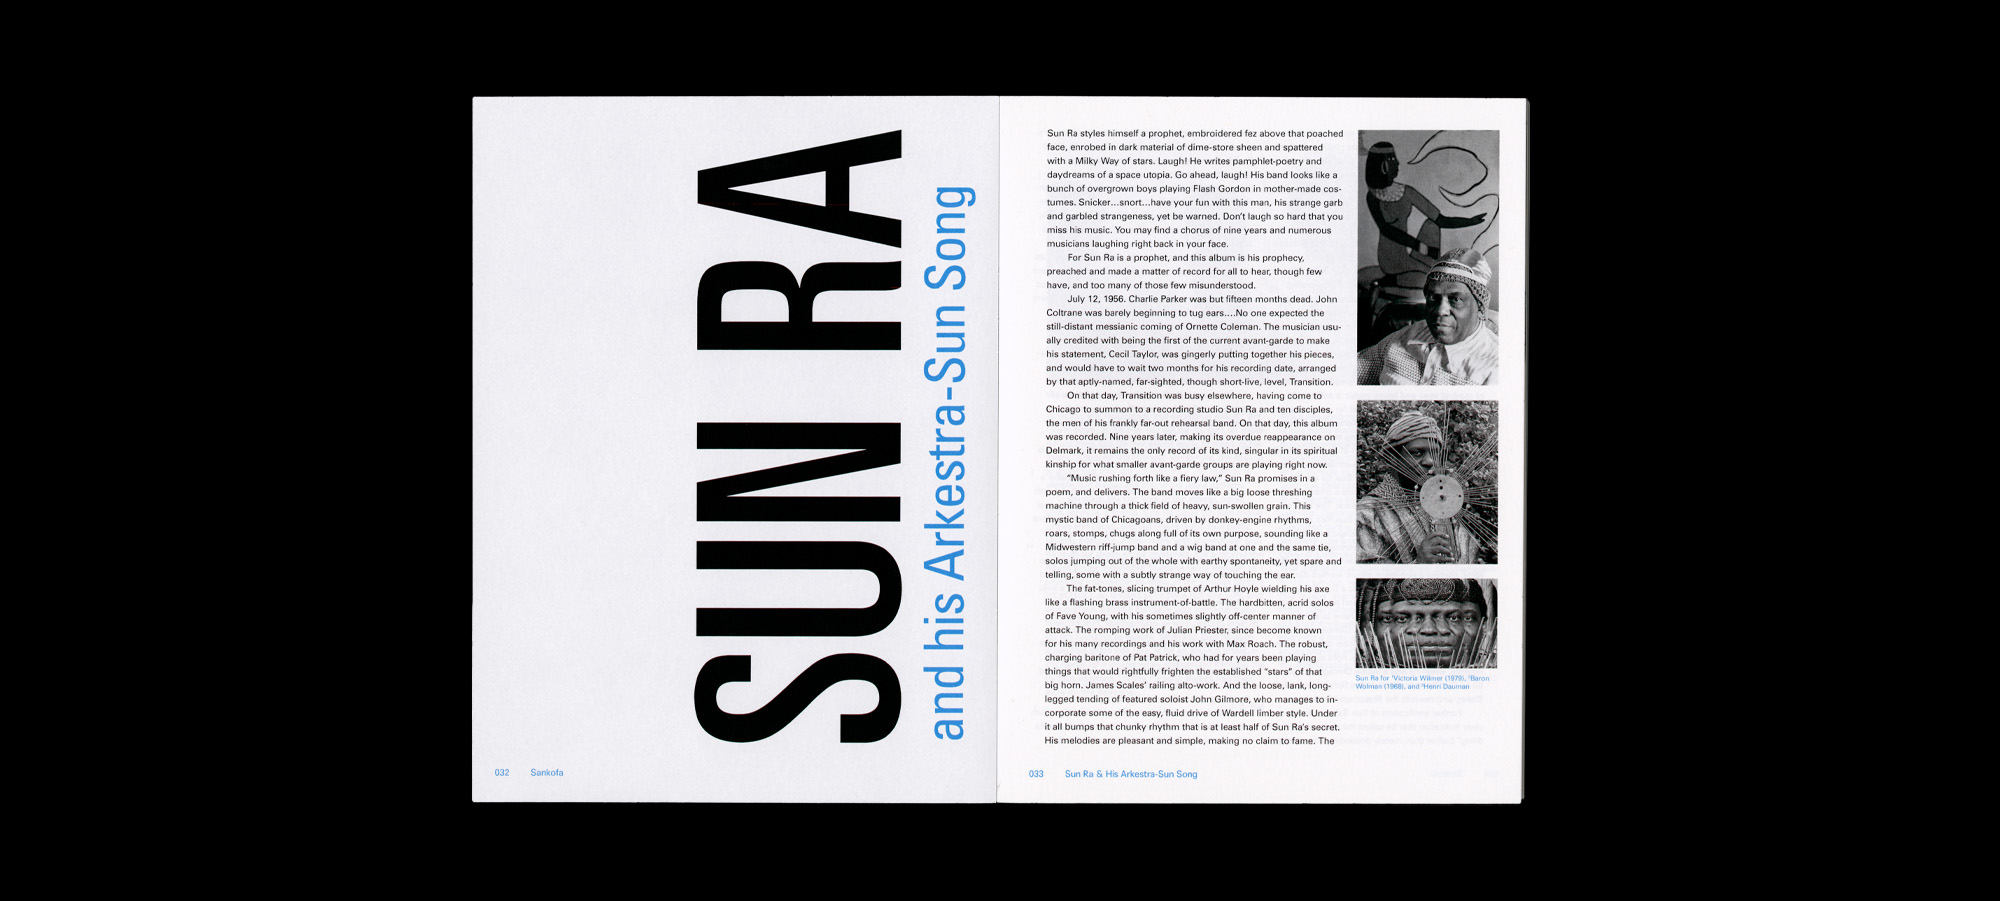 SUN RA
and his Arkestra-Sun Song
032 Sankofa
Sun Ra styles himself a prophet, embroidered fez above that poached
face, enrobed in dark material of dime-store sheen and spattered
with a Milky Way of stars. Laugh! He writes pamphlet-poetry and
daydreams of a space utopia. Go ahead, laugh! His band looks like a
bunch of overgrown boys playing Flash Gordon in mother-made cos-
tumes. Snicker...snort...have your fun with this man, his strange garb
and garbled strangeness, yet be warned. Don't laugh so hard that you
miss his music. You may find a chorus of nine years and numerous
musicians laughing right back in your face.
For Sun Ra is a prophet, and this album is his prophecy,
preached and made a matter of record for all to hear, though few
have, and too many of those few misunderstood.
July 12, 1956. Charlie Parker was but fifteen months dead. John
Coltrane was barely beginning to tug ears....No one expected the
still-distant messianic coming of Ornette Coleman. The musician usu-
ally credited with being the first of the current avant-garde to make
his statement, Cecil Taylor, was gingerly putting together his pieces,
and would have to wait two months for his recording date, arranged
by that aptly-named, far-sighted, though short-live, level, Transition.
On that day, Transition was busy elsewhere, having come to
Chicago to summon to a recording studio Sun Ra and ten disciples,
the men of his frankly far-out rehearsal band. On that day, this album
was recorded. Nine years later, making its overdue reappearance on
Delmark, it remains the only record of its kind, singular in its spiritual
kinship for what smaller avant-garde groups are playing right now.
"Music rushing forth like a fiery law," Sun Ra promises in a
poem, and delivers. The band moves like a big loose threshing
machine through a thick field of heavy, sun-swollen grain. This
mystic band of Chicagoans, driven by donkey-engine rhythms,
roars, stomps, chugs along full of its own purpose, sounding like a
Midwestern riff-jump band and a wig band at one and the same tie,
solos jumping out of the whole with earthy spontaneity, yet spare and
telling, some with a subtly strange way of touching the ear.
The fat-tones, slicing trumpet of Arthur Hoyle wielding his axe
like a flashing brass instrument-of-battle. The hardbitten, acrid solos
of Fave Young, with his sometimes slightly off-center manner of
attack. The romping work of Julian Priester, since become known
for his many recordings and his work with Max Roach. The robust,
charging baritone of Pat Patrick, who had for years been playing
things that would rightfully frighten the established "stars" of that
big horn. James Scales' railing alto-work. And the loose, lank, long-
legged tending of featured soloist John Gilmore, who manages to in-
corporate some of the easy, fluid drive of Wardell limber style. Under
it all bumps that chunky rhythm that is at least half of Sun Ra's secret.
His melodies are pleasant and simple, making no claim to fame. The
Sun Ra for ¹Victoria Wilmer (1979), ²Baron
Wolman (1968), and ³Henri Dauman
033 Sun Ra & His Arkestra-Sun Song